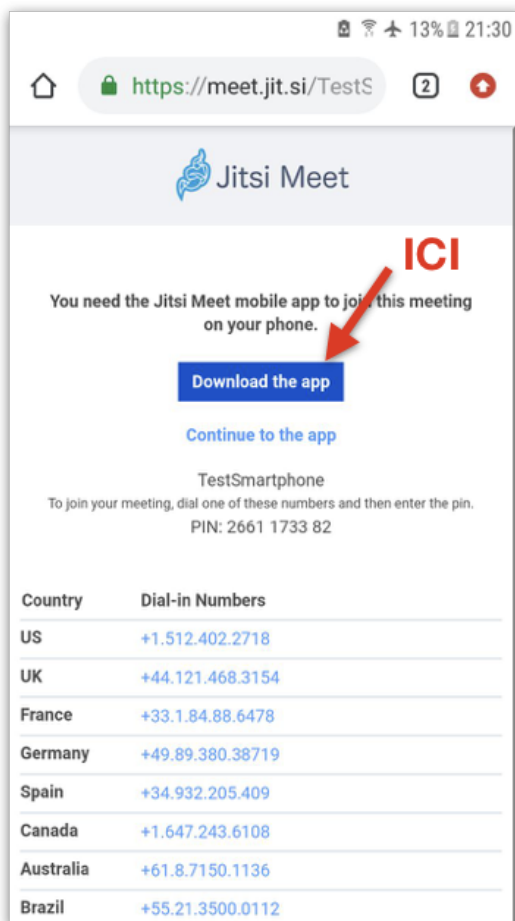 13% 21:30
https://meet.jit.si/TestS 2
Jitsi Meet
ICI
You need the Jitsi Meet mobile app to join this meeting
on your phone.
Download the app
Continue to the app
TestSmartphone
To join your meeting, dial one of these numbers and then enter the pin.
PIN: 2661 1733 82
Country Dial-in Numbers
US +1.512.402.2718
UK +44.121.468.3154
France +33.1.84.88.6478
Germany +49.89.380.38719
Spain +34.932.205.409
Canada +1.647.243.6108
Australia +61.8.7150.1136
Brazil +55.21.3500.0112